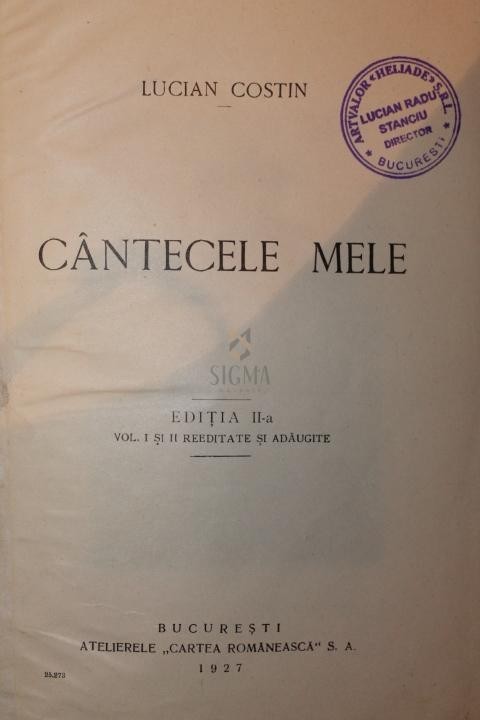 LUCIAN COSTIN
ARTVALOR «HELIADE» S.R.L.
LUCIAN RADU
STANCIU
DIRECTOR
* BUCUREȘTI *
CÂNTECELE MELE
SIGMA
EDIȚIA II-a
VOL. I ȘI II REEDITATE ȘI ADĂUGITE
BUCUREȘTI
ATELIERELE „CARTEA ROMÂNEASCĂ“ S. A.
1927
25.273